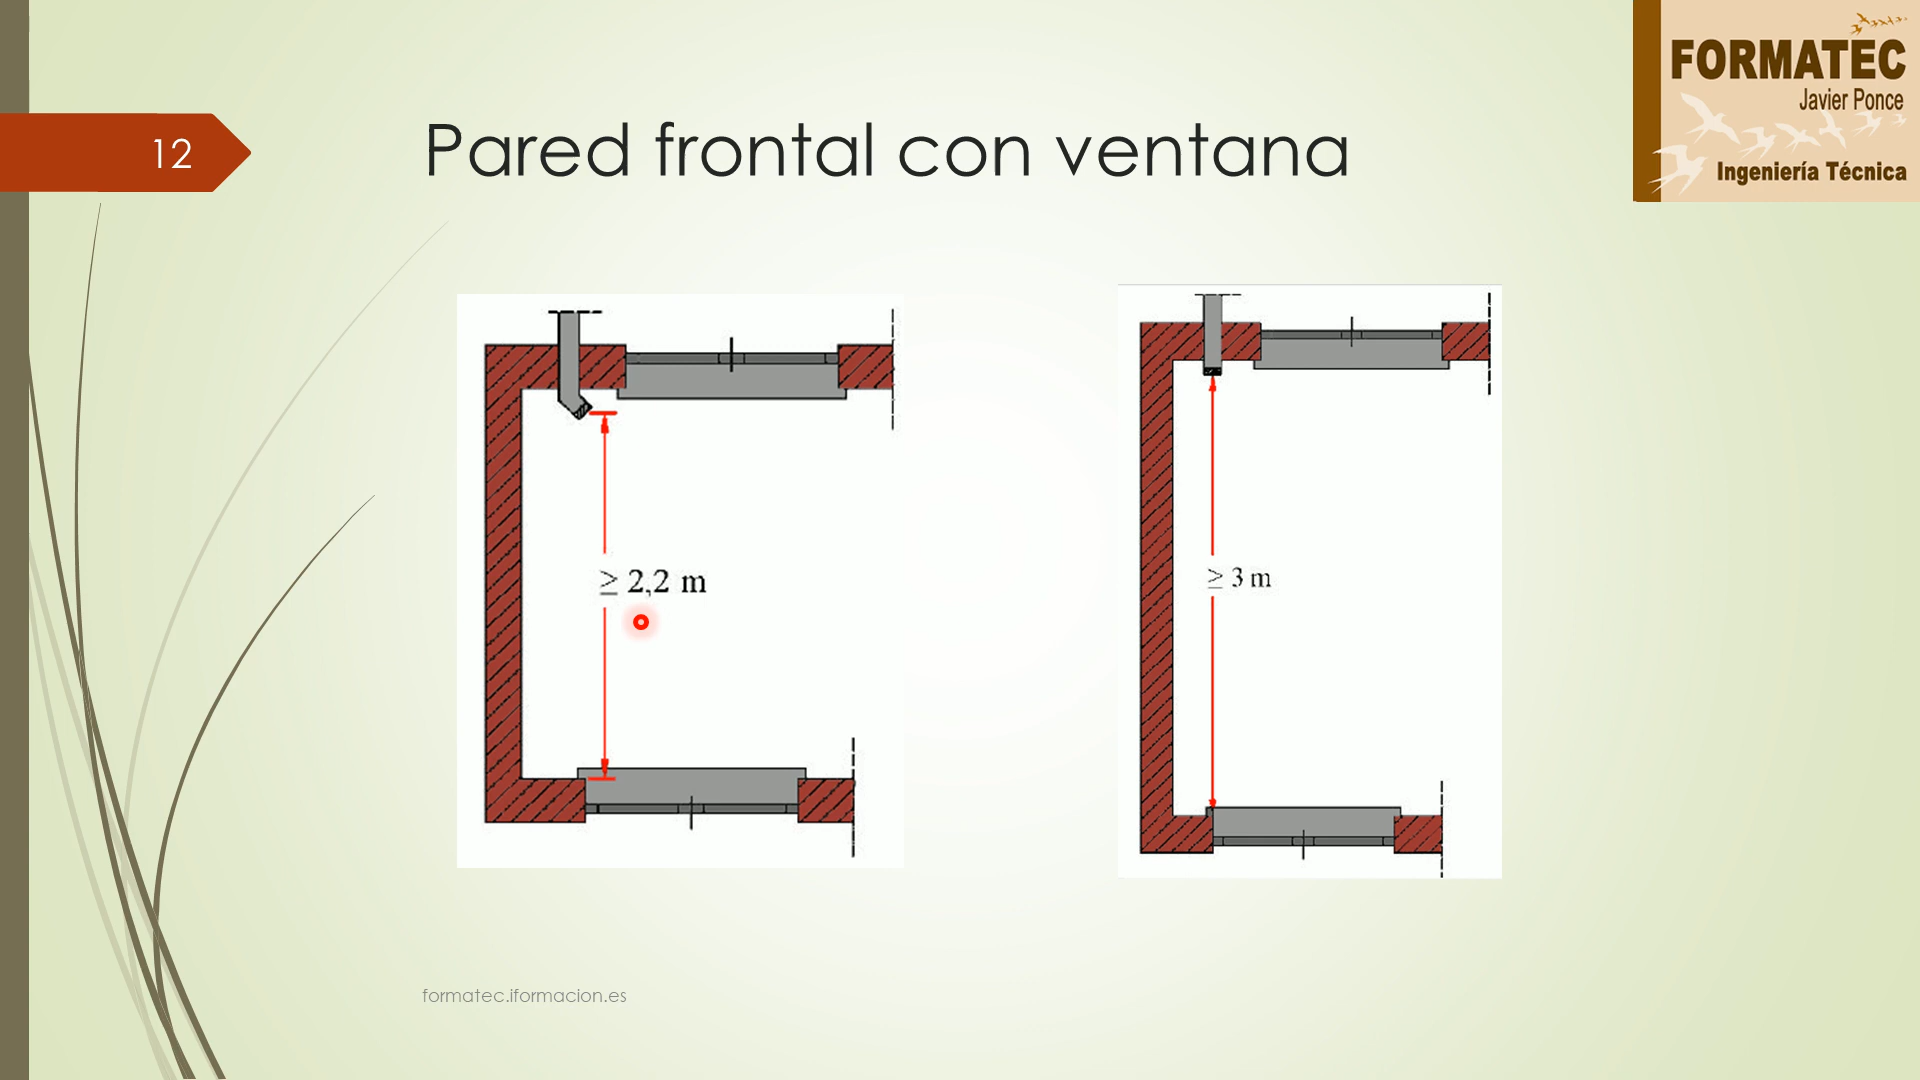 FORMATEC
Javier Ponce
Ingeniería Técnica
12
Pared frontal con ventana
≥ 2,2 m
≥ 3 m
formatec.iformacion.es